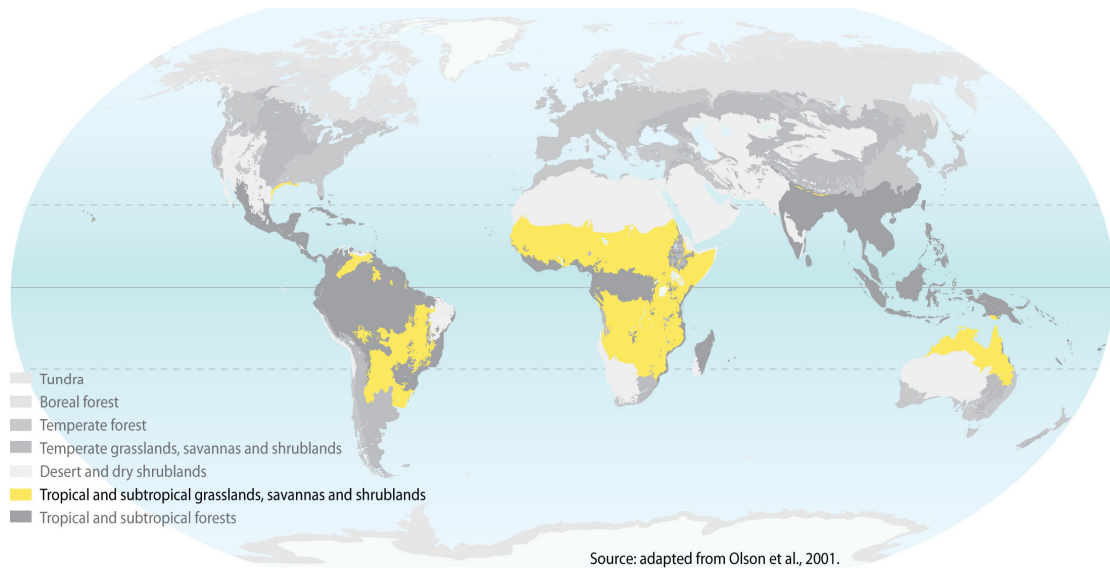 Tundra
Boreal forest
Temperate forest
Temperate grasslands, savannas and shrublands
Desert and dry shrublands
Tropical and subtropical grasslands, savannas and shrublands
Tropical and subtropical forests
Source: adapted from Olson et al., 2001.